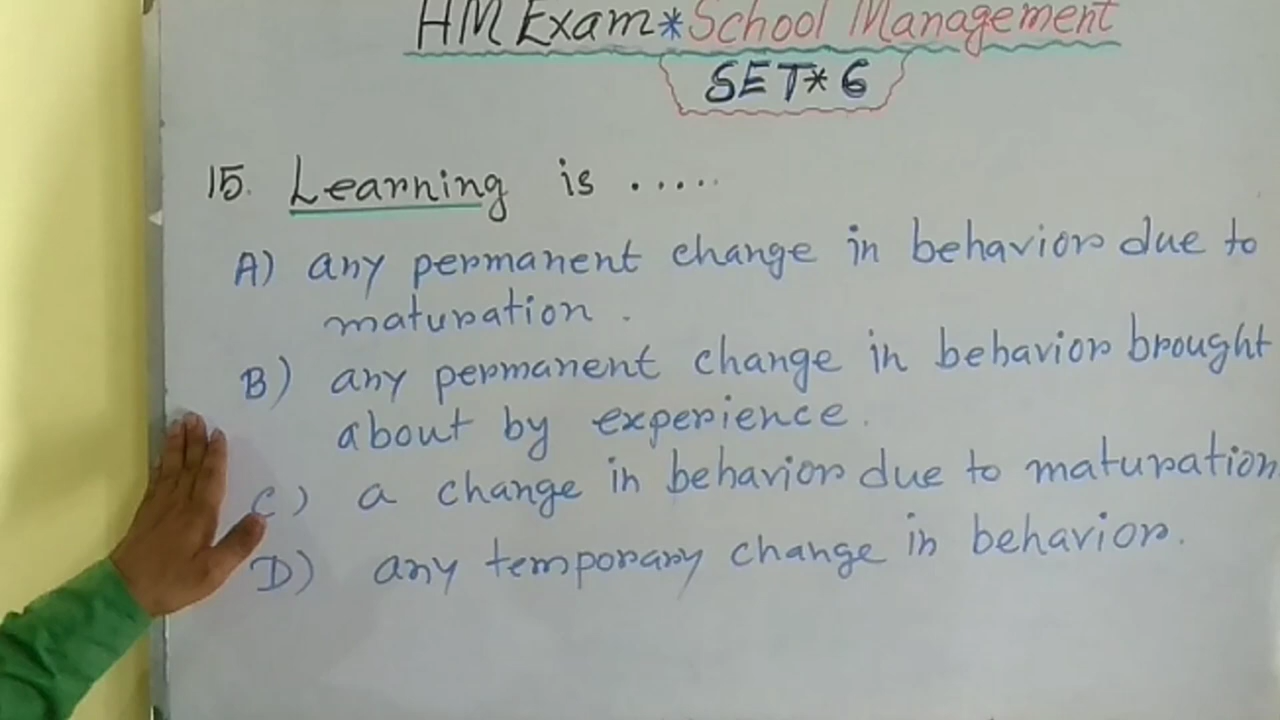 HM Exam * School Management
SET * 6
15. Learning is .....
A) any permanent change in behavior due to
maturation .
B) any permanent change in behavior brought
about by experience .
C) a change in behavior due to maturation
D) any temporary change in behavior .